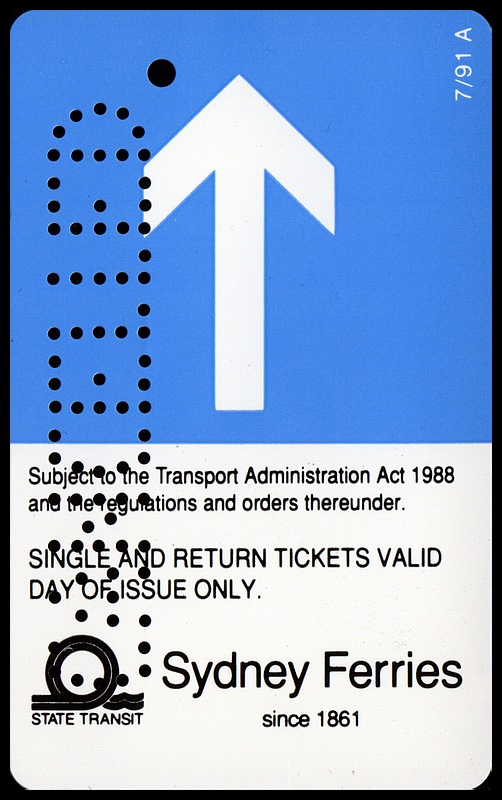 7/91 A
Subject to the Transport Administration Act 1988
and the regulations and orders thereunder.
SINGLE AND RETURN TICKETS VALID
DAY OF ISSUE ONLY.
Sydney Ferries
STATE TRANSIT
since 1861